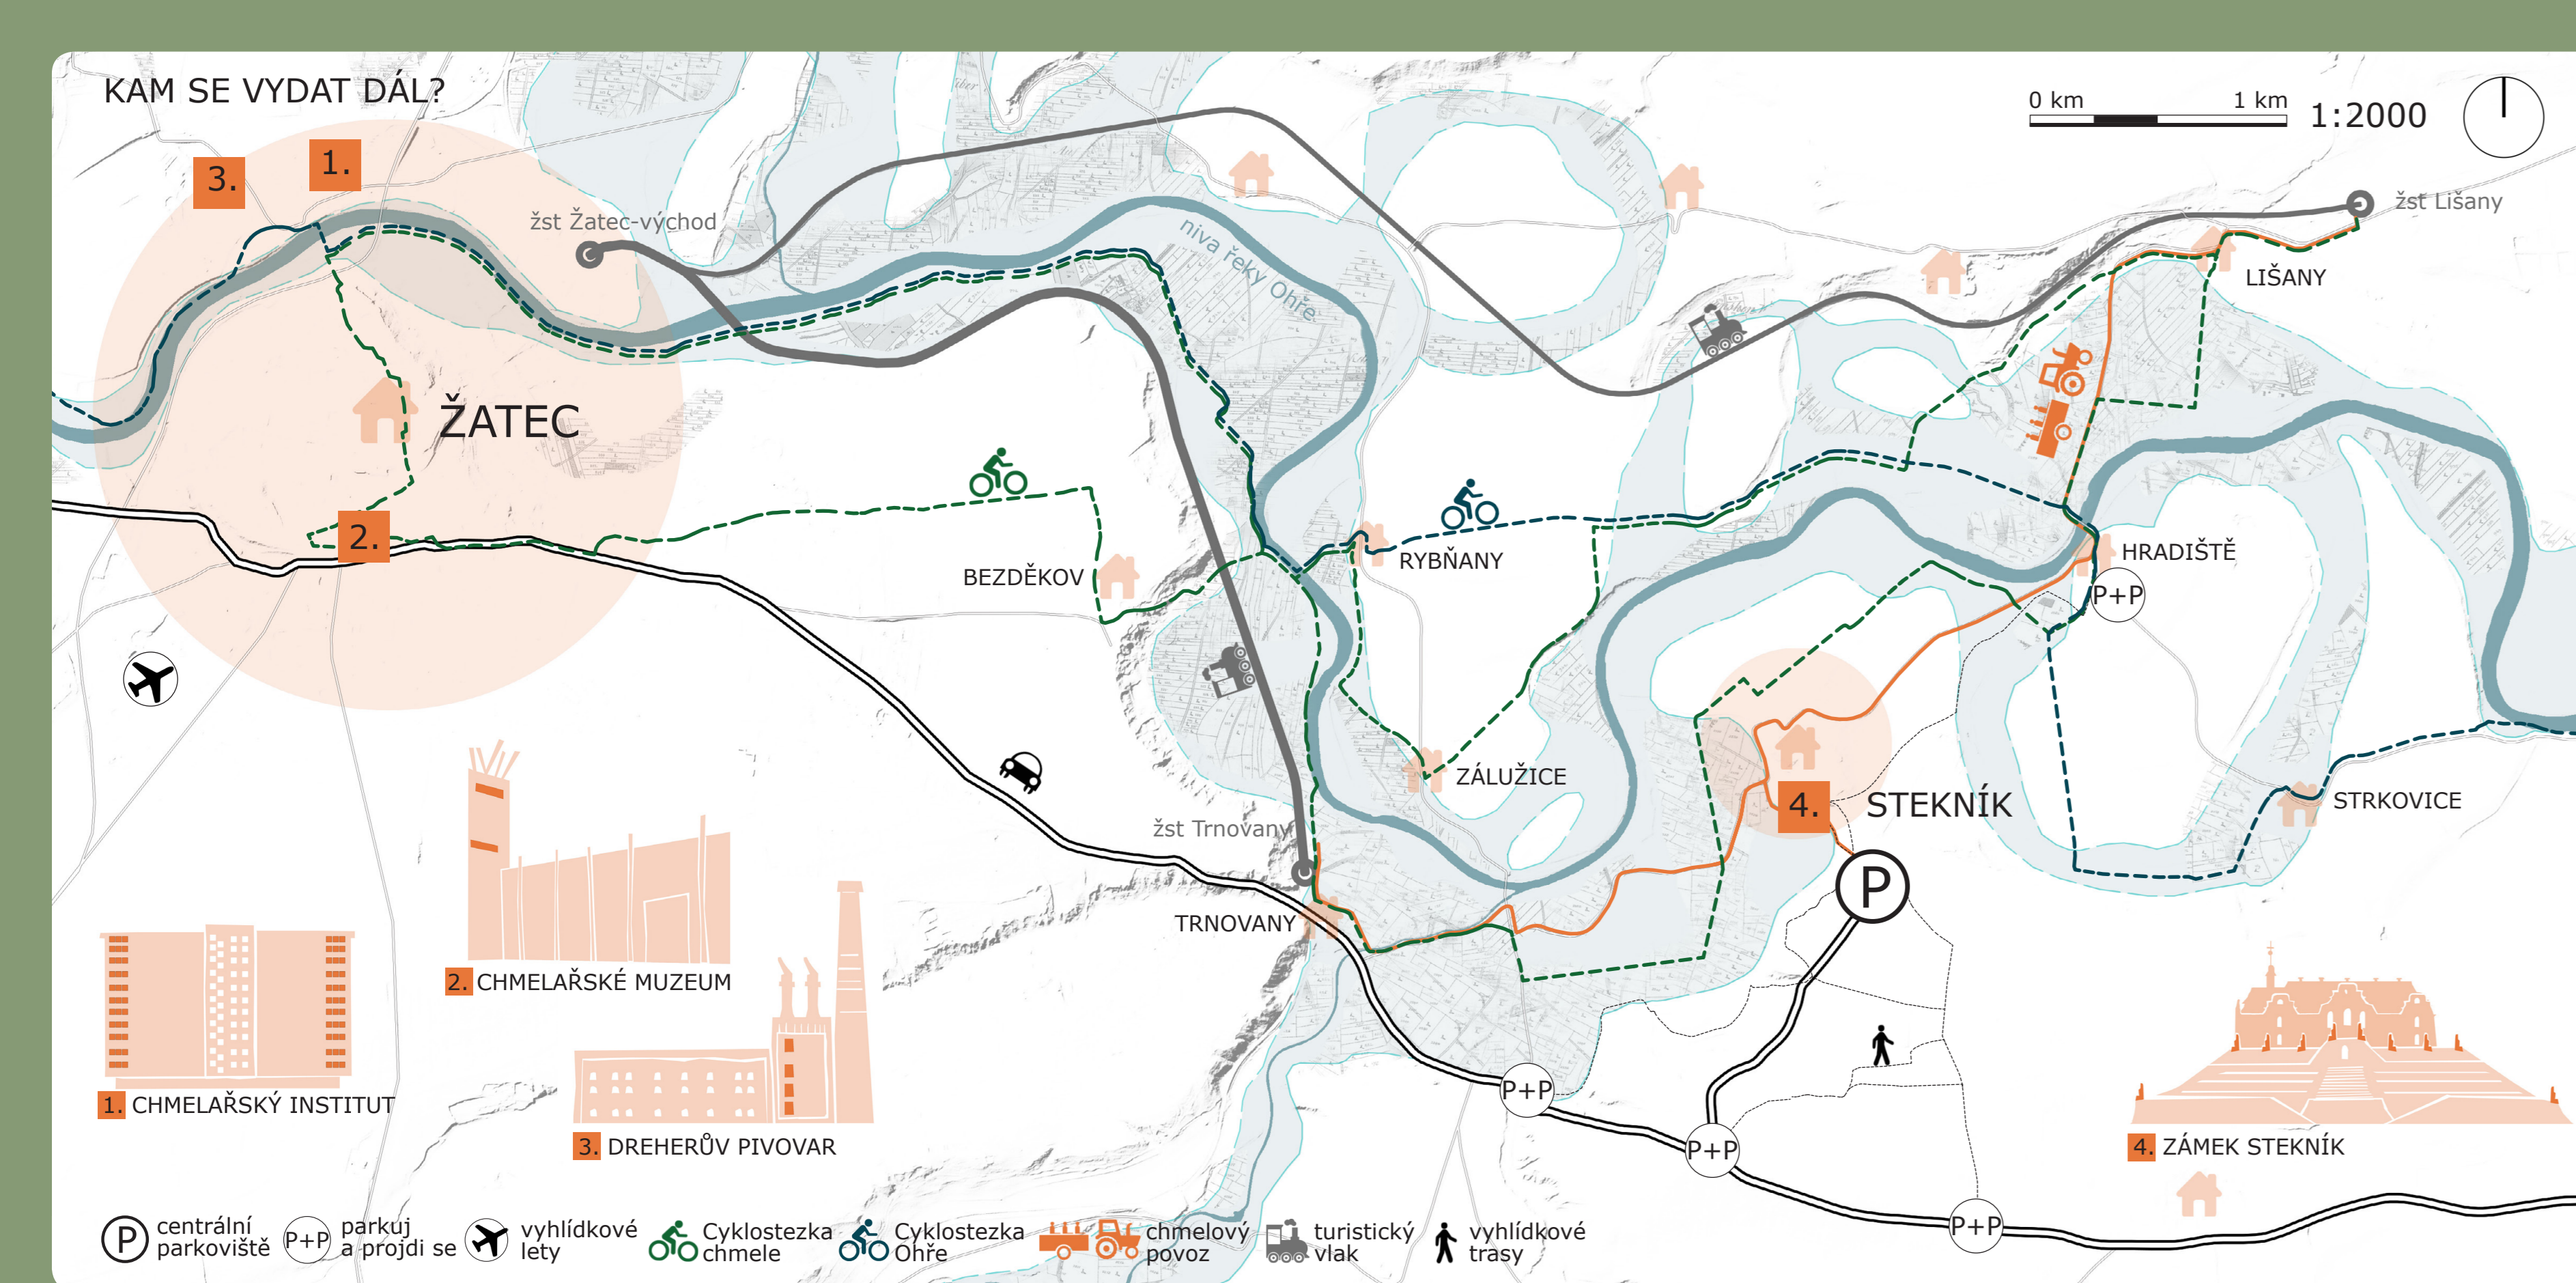 KAM SE VYDAT DÁL?
0 km 1 km 1:2000
3.
1.
žst Žatec-východ
niva řeky Ohře
žst Lišany
LIŠANY
ŽATEC
2.
BEZDĚKOV
RYBŇANY
HRADIŠTĚ
P+P
ZÁLUŽICE
4.
STEKNÍK
STRKOVICE
žst Trnovany
P
TRNOVANY
2. CHMELAŘSKÉ MUZEUM
1. CHMELAŘSKÝ INSTITUT
3. DREHERŮV PIVOVAR
P+P
P+P
P+P
4. ZÁMEK STEKNÍK
P centrální
parkoviště
P+P parkuj
a projdi se
vyhlídkové
lety
Cyklostezka
chmele
Cyklostezka
Ohře
chmelový
povoz
turistický
vlak
vyhlídkové
trasy